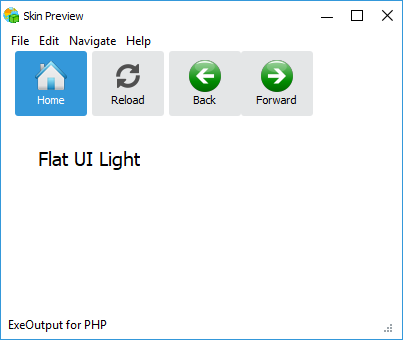 Skin Preview
File Edit Navigate Help
Home Reload Back Forward
Flat UI Light
ExeOutput for PHP